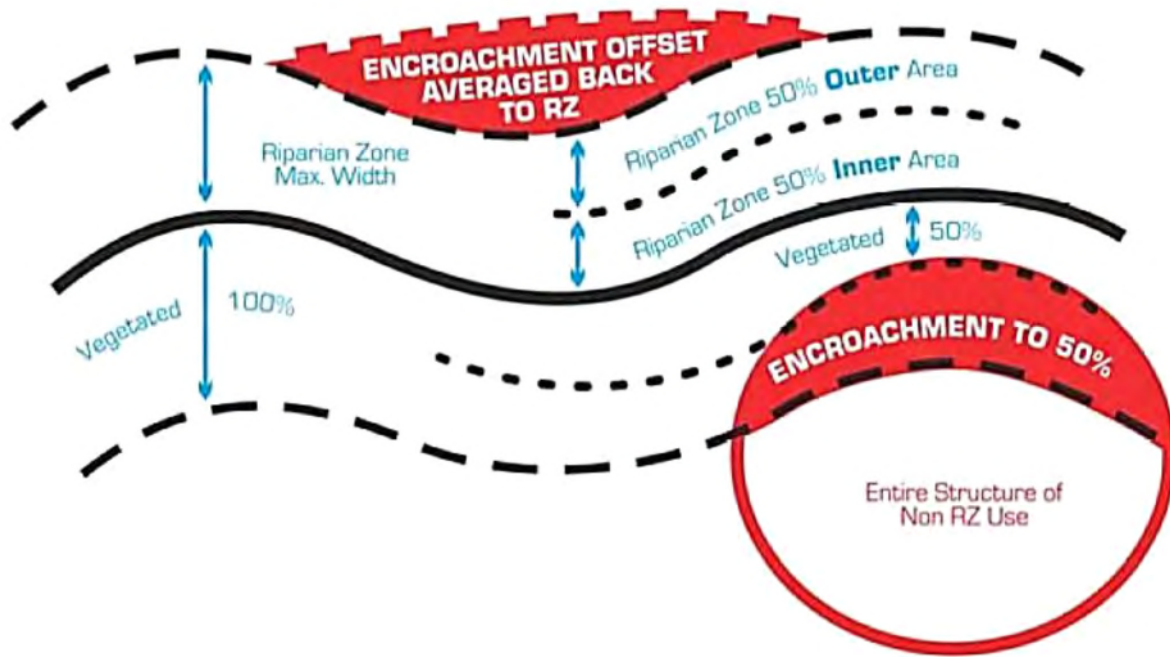 ENCROACHMENT OFFSET
AVERAGED BACK
TO RZ
Riparian Zone 50% Outer Area
Riparian Zone
Max. Width
Riparian Zone 50% Inner Area
Vegetated 50%
Vegetated 100%
ENCROACHMENT TO 50%
Entire Structure of
Non RZ Use